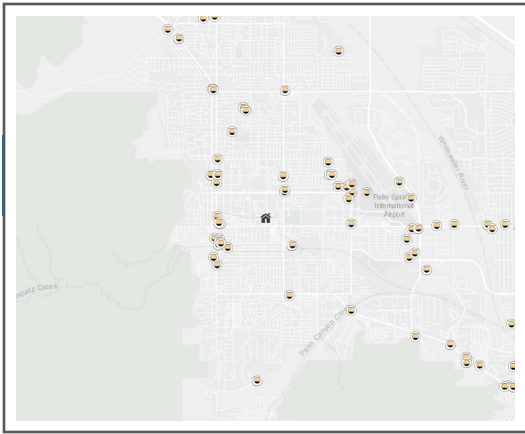 Whitewater River
Palm Springs
International
Airport
Palm Canyon
Creek